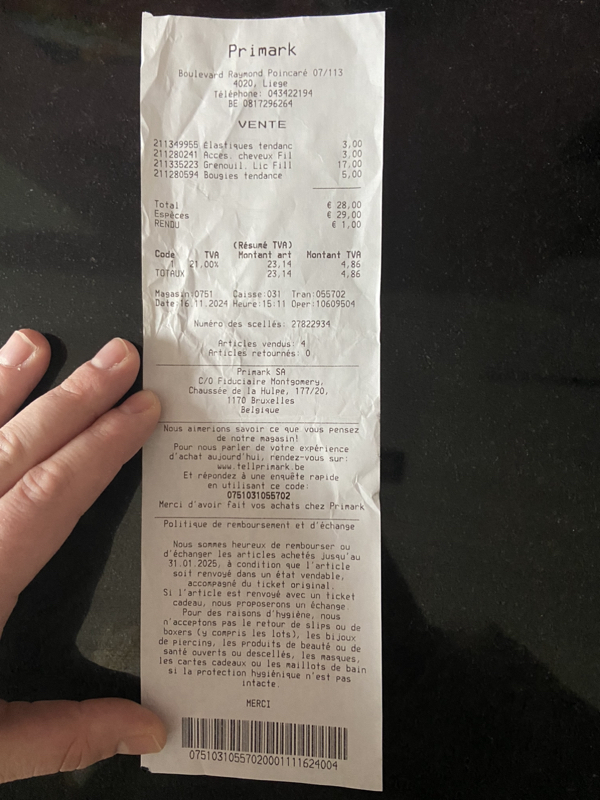 Primark
Boulevard Raymond Poincaré 07/113
4020, Liege
Téléphone: 043422194
BE 0817296264
VENTE
211349955 Élastiques tendanc 3,00
211280241 Accès. cheveux Fil 3,00
211335223 Grenouil. Lic Fill 17,00
211280594 Bougies tendance 5,00
Total € 28,00
Espèces € 29,00
RENDU € 1,00
(Résumé TVA)
Code TVA Montant art Montant TVA
1 21,00% 23,14 4,86
TOTAUX 23,14 4,86
Magasin:0751 Caisse:031 Tran:055702
Date:16 11.2024 Heure:15:11 Oper:10609504
Numéro des scellés: 27822934
Articles vendus: 4
Articles retournés: 0
Primark SA
C/O Fiduciaire Montgomery,
Chaussée de la Hulpe, 177/20,
1170 Bruxelles
Belgique
Nous aimerions savoir ce que vous pensez
de notre magasin!
Pour nous parler de votre expérience
d'achat aujourd'hui, rendez-vous sur:
www.tellprimark.be
Et répondez à une enquête rapide
en utilisant ce code:
0751031055702
Merci d'avoir fait vos achats chez Primark
Politique de remboursement et d'échange
Nous sommes heureux de rembourser ou
d'échanger les articles achetés jusqu'au
31.01.2025, à condition que l'article
soit renvoyé dans un état vendable,
accompagné du ticket original.
Si l'article est renvoyé avec un ticket
cadeau, nous proposerons un échange.
Pour des raisons d'hygiène, nous
n'acceptons pas le retour de slips ou de
boxers (y compris les lots), les bijoux
de piercing, les produits de beauté ou de
santé ouverts ou descellés, les masques,
les cartes cadeaux ou les maillots de bain
si la protection hygiénique n'est pas
intacte.
MERCI
07510310557020001111624004